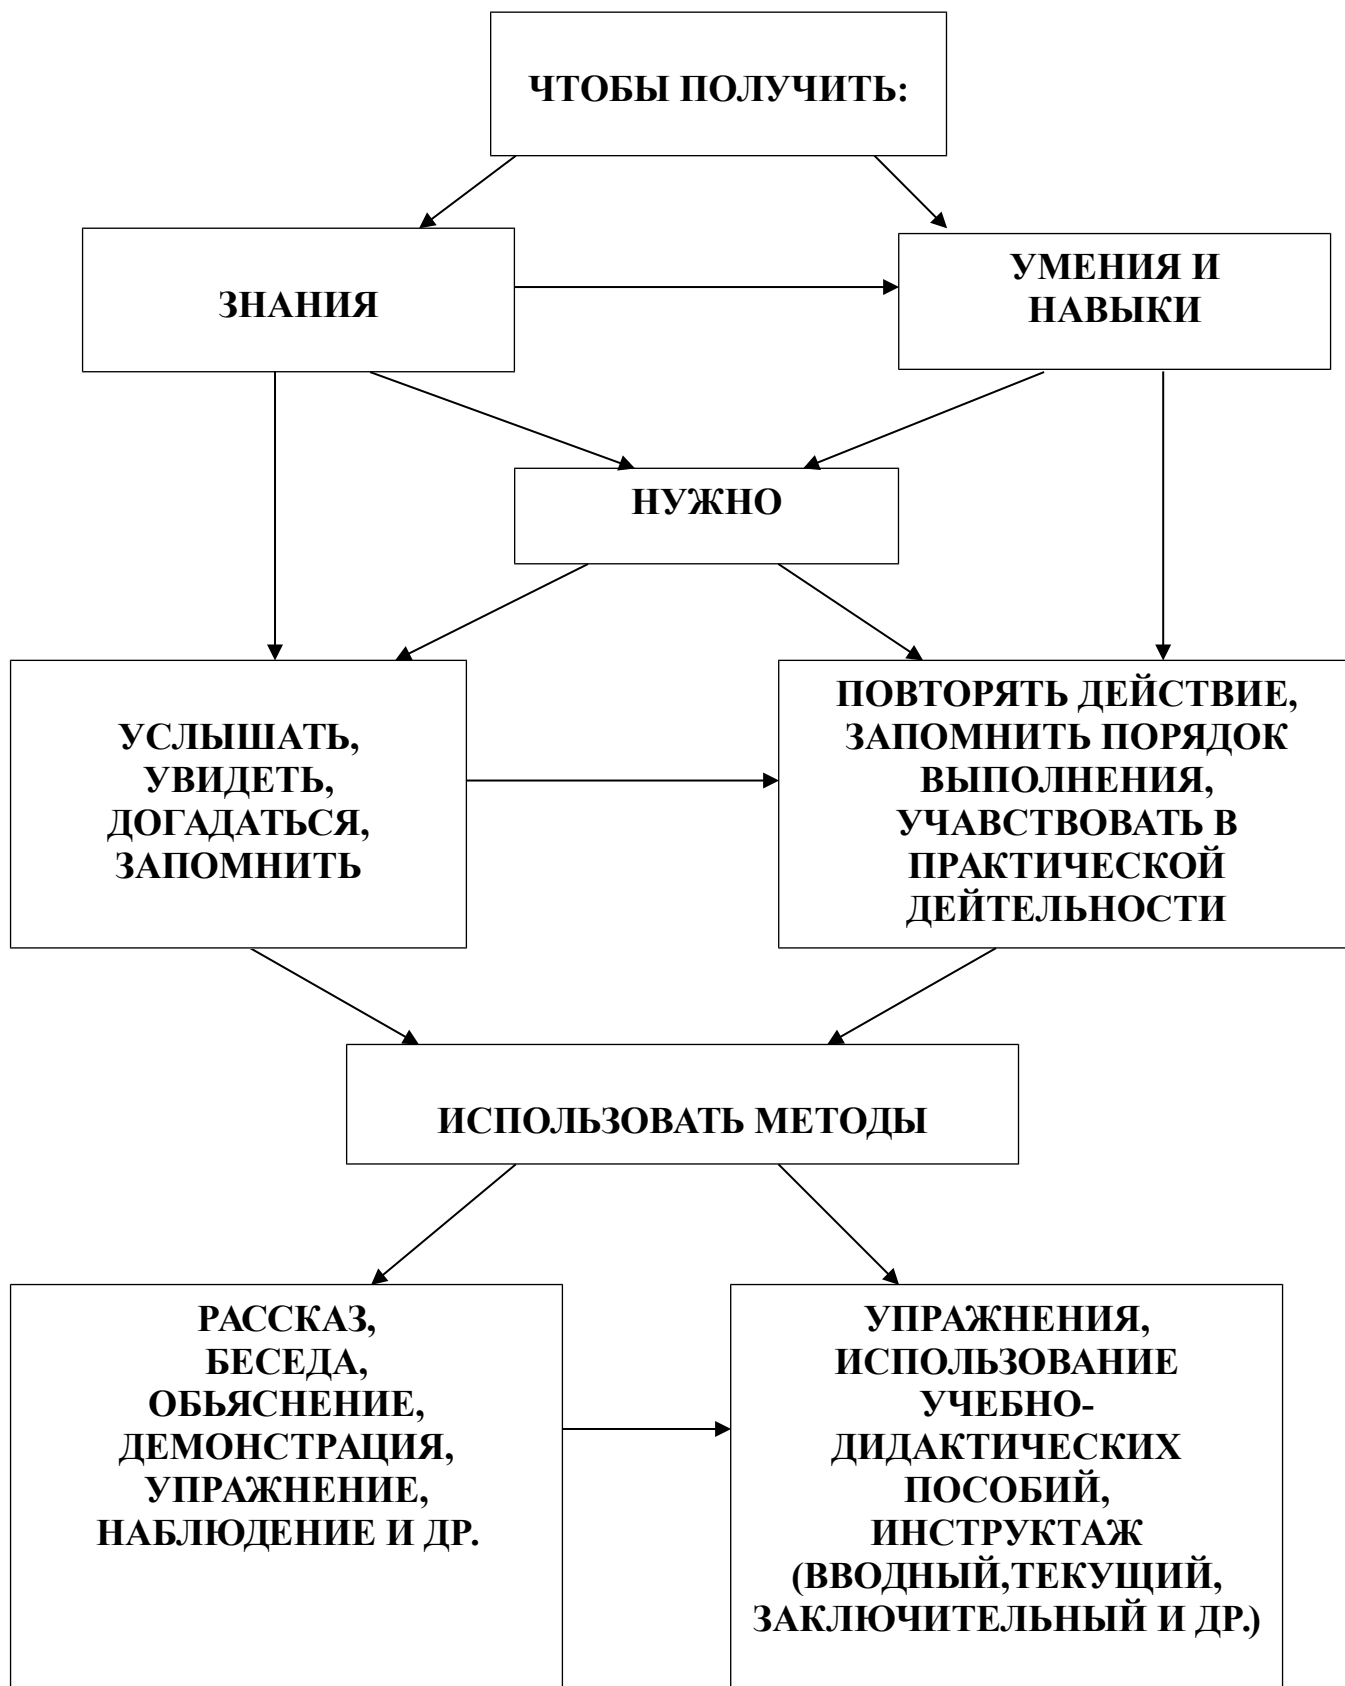 ЧТОБЫ ПОЛУЧИТЬ:
ЗНАНИЯ
УМЕНИЯ И
НАВЫКИ
НУЖНО
УСЛЫШАТЬ,
УВИДЕТЬ,
ДОГАДАТЬСЯ,
ЗАПОМНИТЬ
ПОВТОРЯТЬ ДЕЙСТВИЕ,
ЗАПОМНИТЬ ПОРЯДОК
ВЫПОЛНЕНИЯ,
УЧАВСТВОВАТЬ В
ПРАКТИЧЕСКОЙ
ДЕЙТЕЛЬНОСТИ
ИСПОЛЬЗОВАТЬ МЕТОДЫ
РАССКАЗ,
БЕСЕДА,
ОБЬЯСНЕНИЕ,
ДЕМОНСТРАЦИЯ,
УПРАЖНЕНИЕ,
НАБЛЮДЕНИЕ И ДР.
УПРАЖНЕНИЯ,
ИСПОЛЬЗОВАНИЕ
УЧЕБНО-
ДИДАКТИЧЕСКИХ
ПОСОБИЙ,
ИНСТРУКТАЖ
(ВВОДНЫЙ,ТЕКУЩИЙ,
ЗАКЛЮЧИТЕЛЬНЫЙ И ДР.)